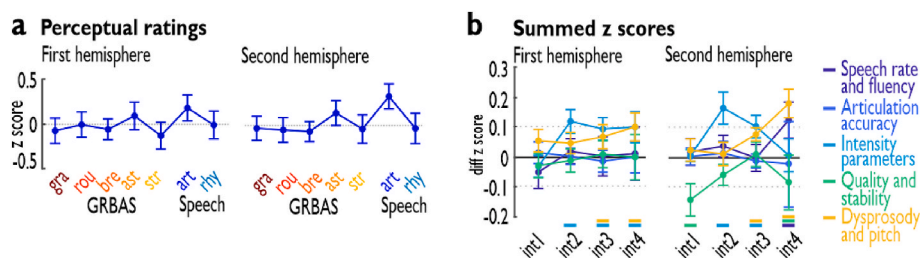 a Perceptual ratings
First hemisphere
Second hemisphere
z score
0.5
0
-0.5
gra rou bre ast str art rhy
GRBAS Speech
gra rou bre ast str art rhy
GRBAS Speech
b Summed z scores
First hemisphere
Second hemisphere
diff z score
0.3
0.2
0.1
0
-0.1
-0.2
int1 int2 int3 int4
int1 int2 int3 int4
Speech rate
and fluency
Articulation
accuracy
Intensity
parameters
Quality and
stability
Dysprosody
and pitch